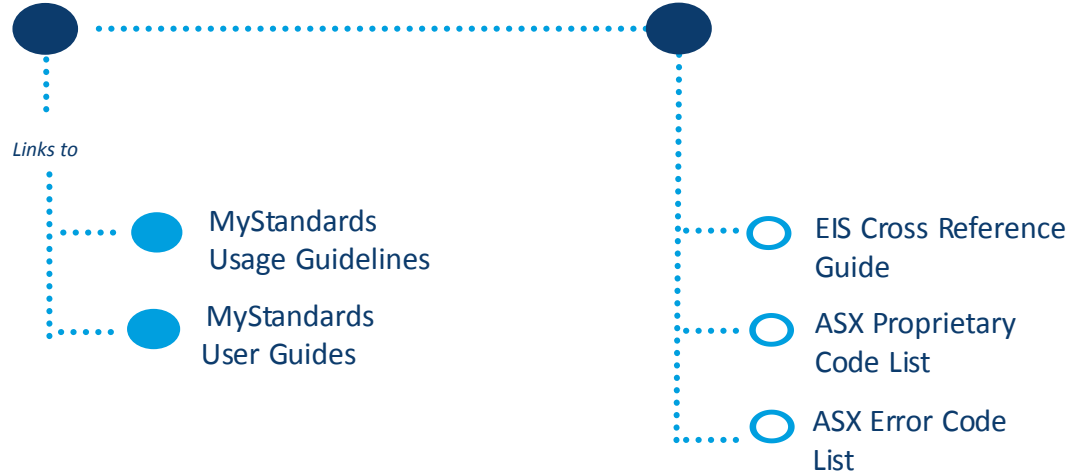 Links to
MyStandards
Usage Guidelines
MyStandards
User Guides
EIS Cross Reference
Guide
ASX Proprietary
Code List
ASX Error Code
List